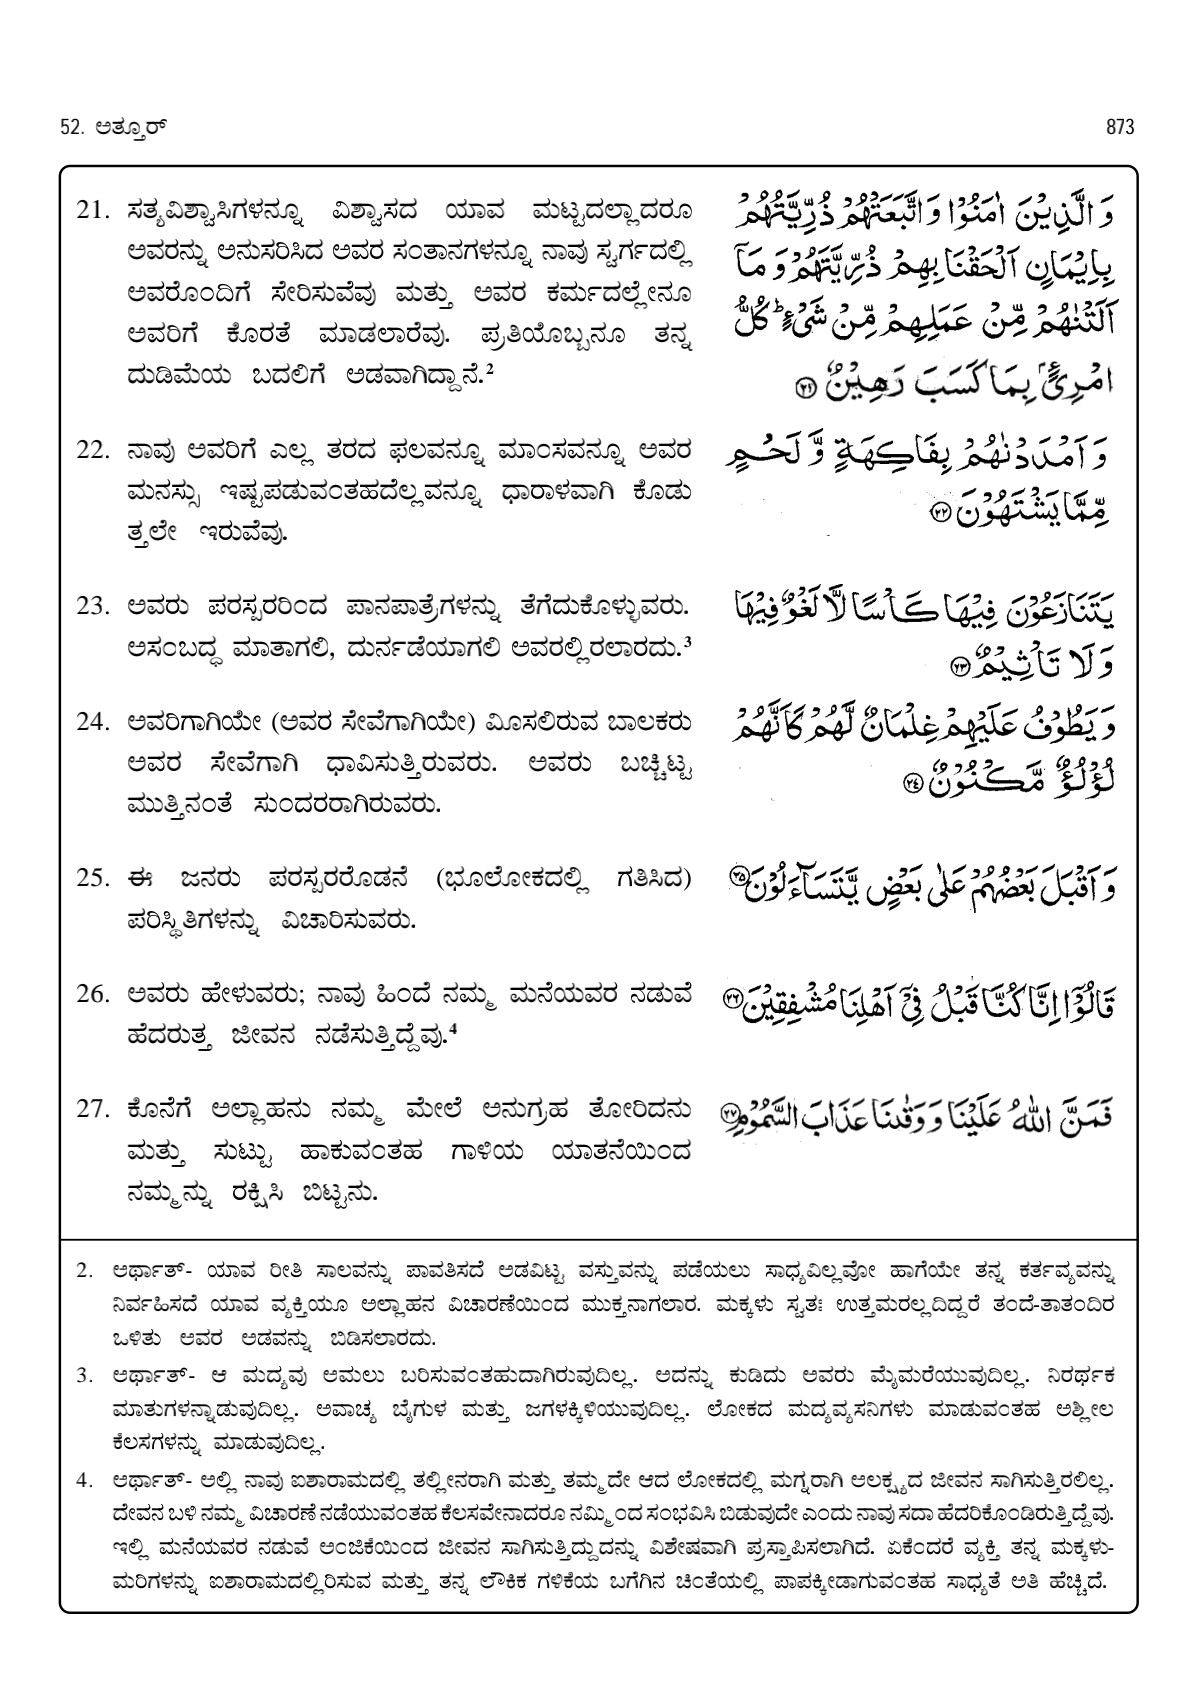 52. ಅತ್ತೂರ್
873
21. ಸತ್ಯವಿಶ್ವಾಸಿಗಳನ್ನೂ ವಿಶ್ವಾಸದ ಯಾವ ಮಟ್ಟದಲ್ಲಾದರೂ
ಅವರನ್ನು ಅನುಸರಿಸಿದ ಅವರ ಸಂತಾನಗಳನ್ನೂ ನಾವು ಸ್ವರ್ಗದಲ್ಲಿ
ಅವರೊಂದಿಗೆ ಸೇರಿಸುವೆವು ಮತ್ತು ಅವರ ಕರ್ಮದಲ್ಲೇನೂ
ಅವರಿಗೆ ಕೊರತೆ ಮಾಡಲಾರೆವು. ಪ್ರತಿಯೊಬ್ಬನೂ ತನ್ನ
ದುಡಿಮೆಯ ಬದಲಿಗೆ ಅಡವಾಗಿದ್ದಾನೆ.²
وَالَّذِيْنَ اٰمَنُوْا وَاتَّبَعَتْهُمْ ذُرِّيَّتُهُمْ
بِاِيْمَانٍ اَلْحَقْنَا بِهِمْ ذُرِّيَّتَهُمْ وَمَاۤ
اَلَتْنٰهُمْ مِّنْ عَمَلِهِمْ مِّنْ شَىْءٍ ؕ كُلُّ
امْرِیءٍۢ بِمَا كَسَبَ رَهِيْنٌ ۲۱
22. ನಾವು ಅವರಿಗೆ ಎಲ್ಲ ತರದ ಫಲವನ್ನೂ ಮಾಂಸವನ್ನೂ ಅವರ
ಮನಸ್ಸು ಇಷ್ಟಪಡುವಂತಹದೆಲ್ಲವನ್ನೂ ಧಾರಾಳವಾಗಿ ಕೊಡು
ತ್ತಲೇ ಇರುವೆವು.
وَاَمْدَدْنٰهُمْ بِفَاكِهَةٍ وَّلَحْمٍ
مِّمَّا يَشْتَهُوْنَ ۲۲
23. ಅವರು ಪರಸ್ಪರರಿಂದ ಪಾನಪಾತ್ರೆಗಳನ್ನು ತೆಗೆದುಕೊಳ್ಳುವರು.
ಅಸಂಬದ್ಧ ಮಾತಾಗಲಿ, ದುರ್ನಡೆಯಾಗಲಿ ಅವರಲ್ಲಿರಲಾರದು.³
يَتَنَازَعُوْنَ فِيْهَا كَاْسًا لَّا لَغْوٌ فِيْهَا
وَلَا تَاْثِيْمٌ ۲۳
24. ಅವರಿಗಾಗಿಯೇ (ಅವರ ಸೇವೆಗಾಗಿಯೇ) ಮೀಸಲಿರುವ ಬಾಲಕರು
ಅವರ ಸೇವೆಗಾಗಿ ಧಾವಿಸುತ್ತಿರುವರು. ಅವರು ಬಚ್ಚಿಟ್ಟ
ಮುತ್ತಿನಂತೆ ಸುಂದರರಾಗಿರುವರು.
وَيَطُوْفُ عَلَيْهِمْ غِلْمَانٌ لَّهُمْ كَاَنَّهُمْ
لُؤْلُؤٌ مَّكْنُوْنٌ ۲٤
25. ಈ ಜನರು ಪರಸ್ಪರರೊಡನೆ (ಭೂಲೋಕದಲ್ಲಿ ಗತಿಸಿದ)
ಪರಿಸ್ಥಿತಿಗಳನ್ನು ವಿಚಾರಿಸುವರು.
وَاَقْبَلَ بَعْضُهُمْ عَلٰى بَعْضٍ يَّتَسَآءَلُوْنَ ۲۵
26. ಅವರು ಹೇಳುವರು; ನಾವು ಹಿಂದೆ ನಮ್ಮ ಮನೆಯವರ ನಡುವೆ
ಹೆದರುತ್ತ ಜೀವನ ನಡೆಸುತ್ತಿದ್ದೆವು.⁴
قَالُوْۤا اِنَّا كُنَّا قَبْلُ فِیْۤ اَهْلِنَا مُشْفِقِيْنَ ۲۶
27. ಕೊನೆಗೆ ಅಲ್ಲಾಹನು ನಮ್ಮ ಮೇಲೆ ಅನುಗ್ರಹ ತೋರಿದನು
ಮತ್ತು ಸುಟ್ಟು ಹಾಕುವಂತಹ ಗಾಳಿಯ ಯಾತನೆಯಿಂದ
ನಮ್ಮನ್ನು ರಕ್ಷಿಸಿ ಬಿಟ್ಟನು.
فَمَنَّ اللّٰهُ عَلَيْنَا وَوَقٰىنَا عَذَابَ السَّمُوْمِ ۲۷
2. ಅರ್ಥಾತ್- ಯಾವ ರೀತಿ ಸಾಲವನ್ನು ಪಾವತಿಸದೆ ಅಡವಿಟ್ಟ ವಸ್ತುವನ್ನು ಪಡೆಯಲು ಸಾಧ್ಯವಿಲ್ಲವೋ ಹಾಗೆಯೇ ತನ್ನ ಕರ್ತವ್ಯವನ್ನು
ನಿರ್ವಹಿಸದೆ ಯಾವ ವ್ಯಕ್ತಿಯೂ ಅಲ್ಲಾಹನ ವಿಚಾರಣೆಯಿಂದ ಮುಕ್ತನಾಗಲಾರ. ಮಕ್ಕಳು ಸ್ವತಃ ಉತ್ತಮರಲ್ಲದಿದ್ದರೆ ತಂದೆ-ತಾತಂದಿರ
ಒಳಿತು ಅವರ ಅಡವನ್ನು ಬಿಡಿಸಲಾರದು.
3. ಅರ್ಥಾತ್- ಆ ಮದ್ಯವು ಅಮಲು ಬರಿಸುವಂತಹುದಾಗಿರುವುದಿಲ್ಲ. ಅದನ್ನು ಕುಡಿದು ಅವರು ಮೈಮರೆಯುವುದಿಲ್ಲ. ನಿರರ್ಥಕ
ಮಾತುಗಳನ್ನಾಡುವುದಿಲ್ಲ. ಅವಾಚ್ಯ ಬೈಗುಳ ಮತ್ತು ಜಗಳಕ್ಕಿಳಿಯುವುದಿಲ್ಲ. ಲೋಕದ ಮದ್ಯವ್ಯಸನಿಗಳು ಮಾಡುವಂತಹ ಅಶ್ಲೀಲ
ಕೆಲಸಗಳನ್ನು ಮಾಡುವುದಿಲ್ಲ.
4. ಅರ್ಥಾತ್- ಅಲ್ಲಿ ನಾವು ಐಶಾರಾಮದಲ್ಲಿ ತಲ್ಲೀನರಾಗಿ ಮತ್ತು ತಮ್ಮದೇ ಆದ ಲೋಕದಲ್ಲಿ ಮಗ್ನರಾಗಿ ಅಲಕ್ಷ್ಯದ ಜೀವನ ಸಾಗಿಸುತ್ತಿರಲಿಲ್ಲ.
ದೇವನ ಬಳಿ ನಮ್ಮ ವಿಚಾರಣೆ ನಡೆಯುವಂತಹ ಕೆಲಸವೇನಾದರೂ ನಮ್ಮಿಂದ ಸಂಭವಿಸಿ ಬಿಡುವುದೇ ಎಂದು ನಾವು ಸದಾ ಹೆದರಿಕೊಂಡಿರುತ್ತಿದ್ದೆವು.
ಇಲ್ಲಿ ಮನೆಯವರ ನಡುವೆ ಅಂಜಿಕೆಯಿಂದ ಜೀವನ ಸಾಗಿಸುತ್ತಿದ್ದುದನ್ನು ವಿಶೇಷವಾಗಿ ಪ್ರಸ್ತಾಪಿಸಲಾಗಿದೆ. ಏಕೆಂದರೆ ವ್ಯಕ್ತಿ ತನ್ನ ಮಕ್ಕಳು-
ಮರಿಗಳನ್ನು ಐಶಾರಾಮದಲ್ಲಿರಿಸುವ ಮತ್ತು ತನ್ನ ಲೌಕಿಕ ಗಳಿಕೆಯ ಬಗೆಗಿನ ಚಿಂತೆಯಲ್ಲಿ ಪಾಪಕ್ಕೀಡಾಗುವಂತಹ ಸಾಧ್ಯತೆ ಅತಿ ಹೆಚ್ಚಿದೆ.